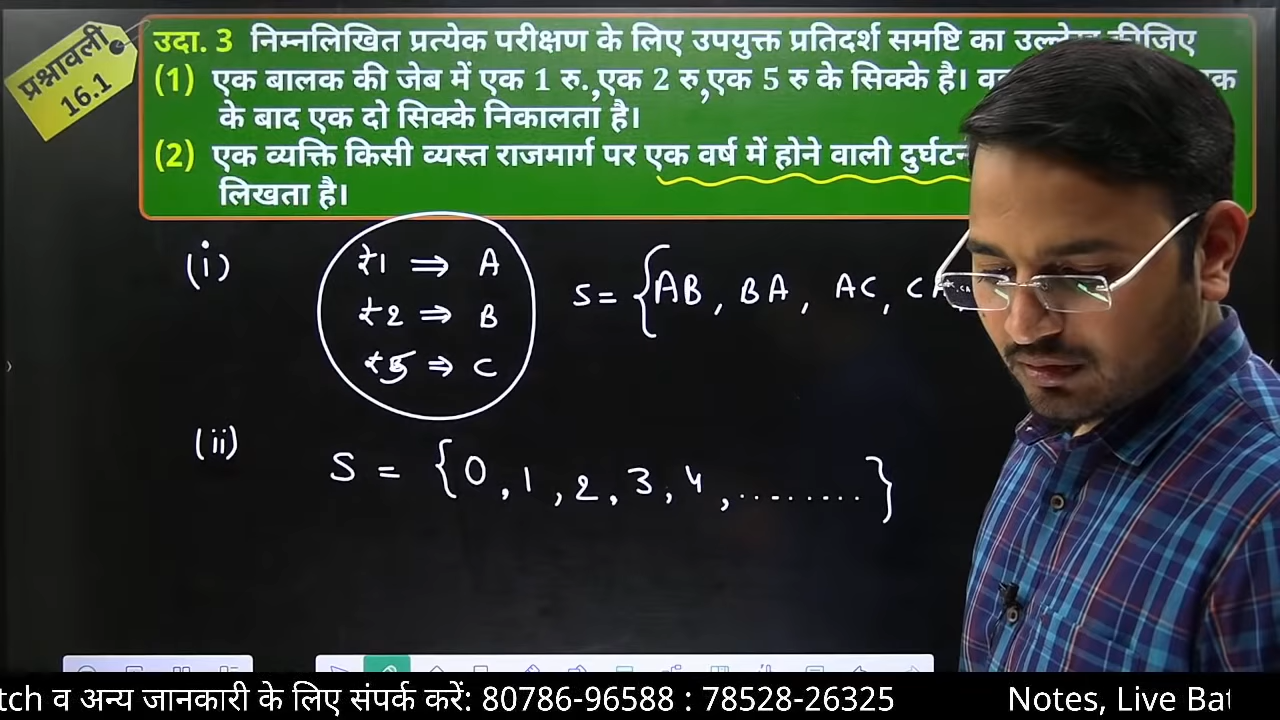 प्रश्नावली
16.1
उदा. 3 निम्नलिखित प्रत्येक परीक्षण के लिए उपयुक्त प्रतिदर्श समष्टि का
(1) एक बालक की जेब में एक 1 रु.,एक 2 रु,एक 5 रु के सिक्के है।
के बाद एक दो सिक्के निकालता है।
(2) एक व्यक्ति किसी व्यस्त राजमार्ग पर एक वर्ष में होने वाली
लिखता है।
(i) ₹1 ⇒ A
₹2 ⇒ B
₹5 ⇒ C
S = {AB, BA, AC,
(ii) S = {0, 1, 2, 3, 4, ......... }
tch व अन्य जानकारी के लिए संपर्क करें: 80786-96588 : 78528-26325 Notes, Live Bat